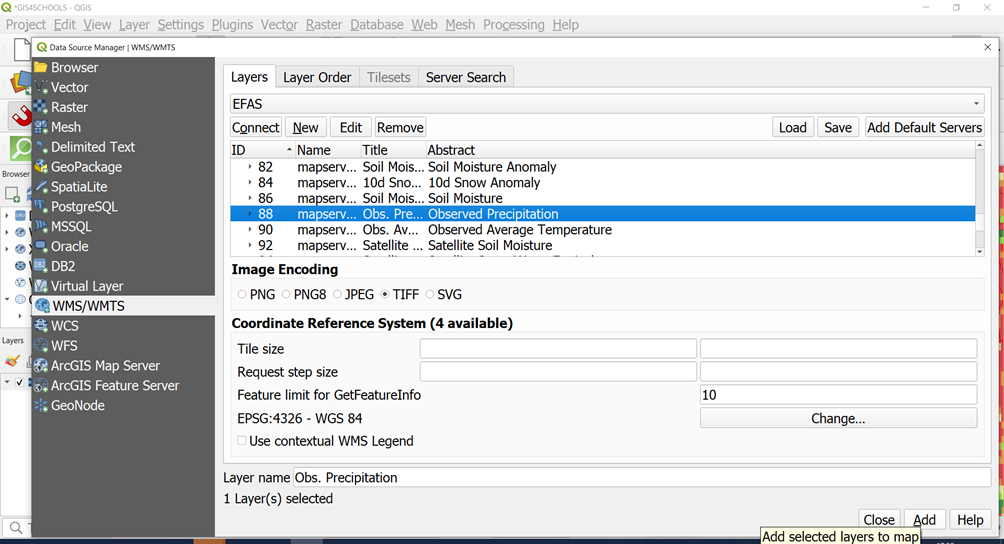 *GIS4SCHOOLS — QGIS
Project Edit View Layer Settings Plugins Vector Raster Database Web Mesh Processing Help
Data Source Manager | WMS/WMTS
Browser
Vector
Raster
Mesh
Delimited Text
GeoPackage
SpatiaLite
PostgreSQL
MSSQL
Oracle
DB2
Virtual Layer
WMS/WMTS
WCS
WFS
ArcGIS Map Server
ArcGIS Feature Server
GeoNode
Browser
Layers
Layers Layer Order Tilesets Server Search
EFAS
Connect New Edit Remove Load Save Add Default Servers
ID Name Title Abstract
82 mapserv... Soil Mois... Soil Moisture Anomaly
84 mapserv... 10d Sno... 10d Snow Anomaly
86 mapserv... Soil Mois... Soil Moisture
88 mapserv... Obs. Pre... Observed Precipitation
90 mapserv... Obs. Av... Observed Average Temperature
92 mapserv... Satellite ... Satellite Soil Moisture
Image Encoding
PNG PNG8 JPEG TIFF SVG
Coordinate Reference System (4 available)
Tile size
Request step size
Feature limit for GetFeatureInfo 10
EPSG:4326 - WGS 84 Change...
Use contextual WMS Legend
Layer name Obs. Precipitation
1 Layer(s) selected
Close Add Help
Add selected layers to map